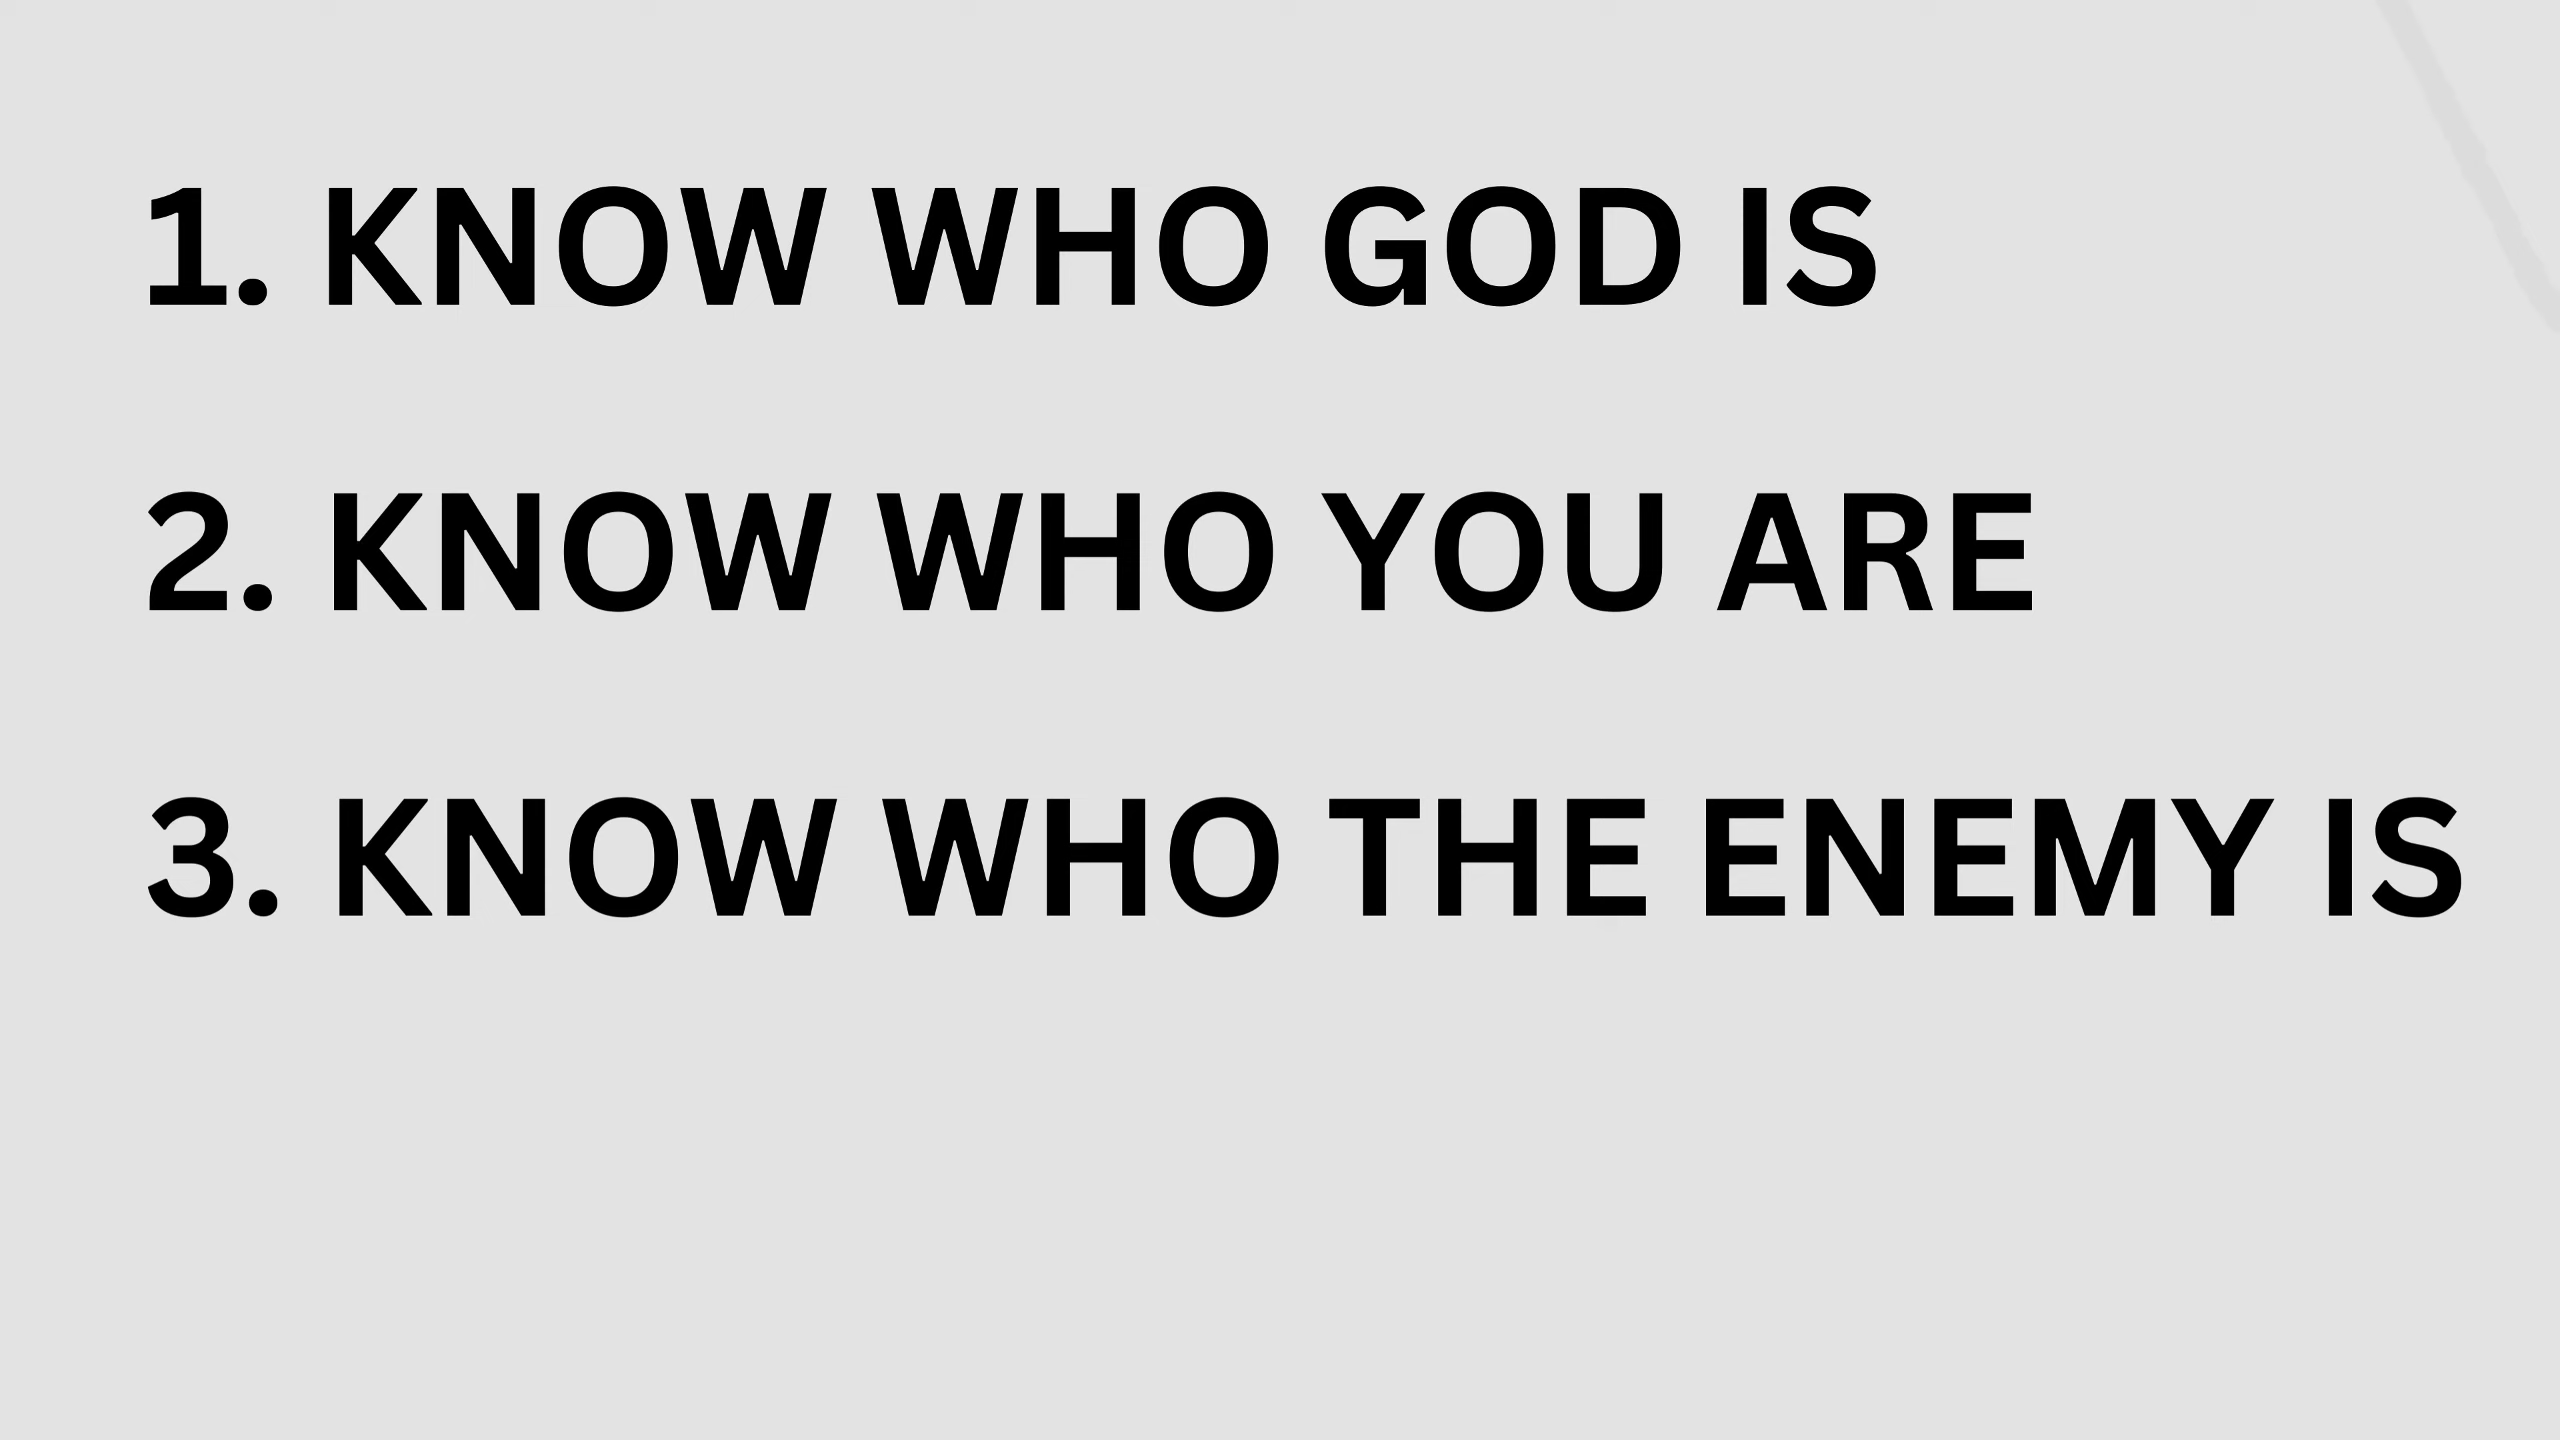 1. KNOW WHO GOD IS
2. KNOW WHO YOU ARE
3. KNOW WHO THE ENEMY IS